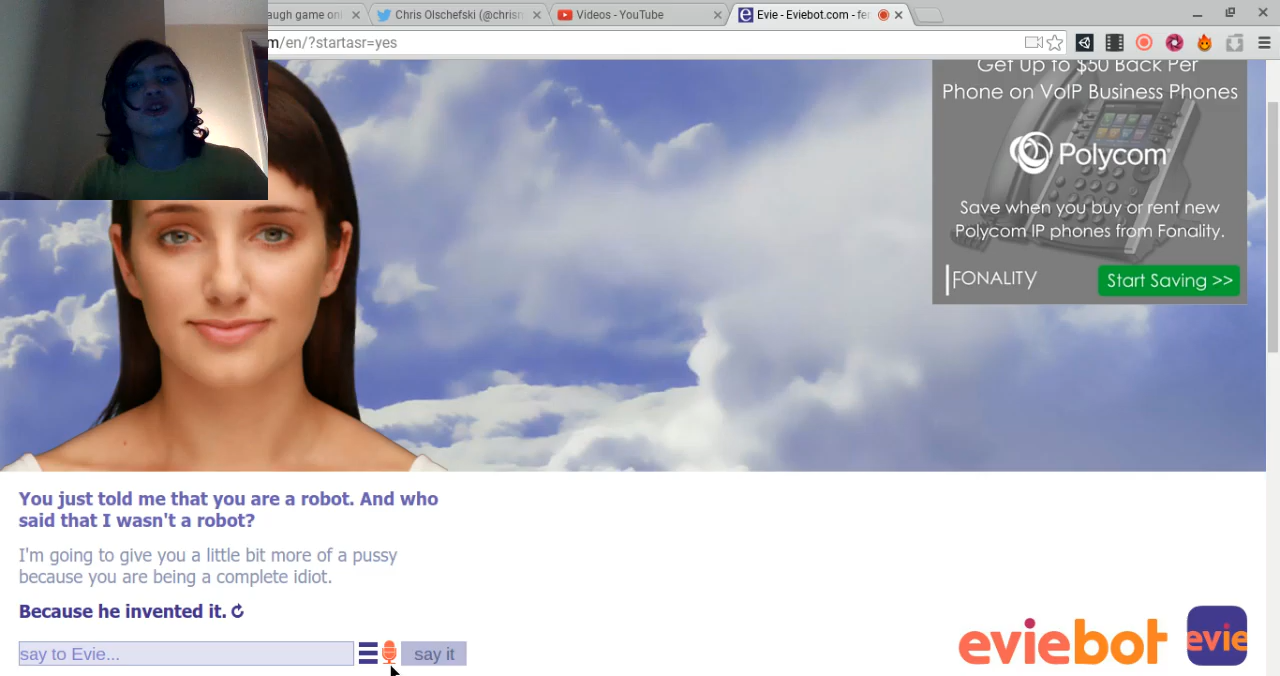 augh game onl
Chris Olschefski (@chrisn
Videos - YouTube
Evie - Eviebot.com - fe
m/en/?startasr=yes
Get Up to $50 Back Per
Phone on VoIP Business Phones
Polycom
Save when you buy or rent new
Polycom IP phones from Fonality.
FONALITY
Start Saving >>
You just told me that you are a robot. And who
said that I wasn't a robot?
I'm going to give you a little bit more of a pussy
because you are being a complete idiot.
Because he invented it.
say to Evie...
say it
eviebot
evie